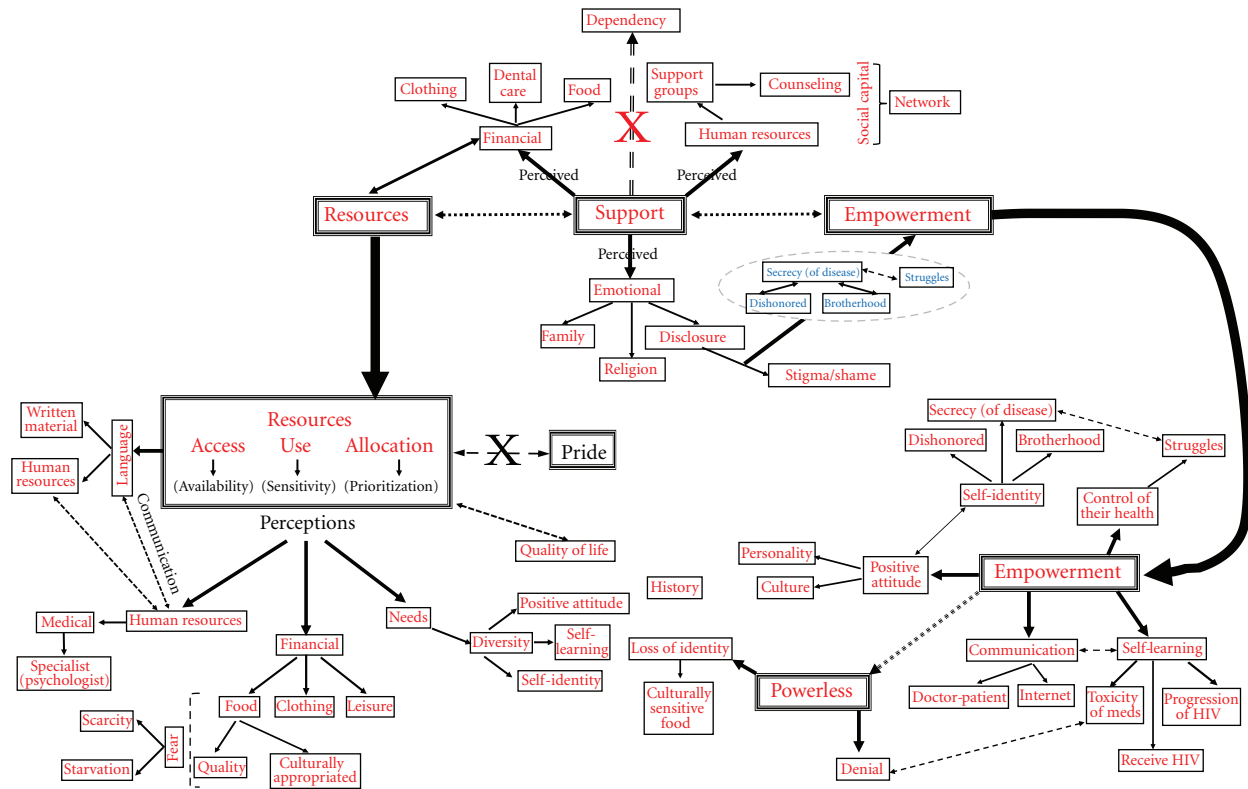 Dependency
Clothing
Dental
care
Food
Support
groups
Counseling
Social capital
Network
Financial
Human resources
X
Perceived
Perceived
Resources
Support
Empowerment
Perceived
Secrecy (of disease)
Struggles
Dishonored
Brotherhood
Emotional
Family
Disclosure
Religion
Stigma/shame
Written
material
Human
resources
Language
Resources
Access
Use
Allocation
(Availability)
(Sensitivity)
(Prioritization)
X
Pride
Perceptions
Communication
Quality of life
Secrecy (of disease)
Dishonored
Brotherhood
Struggles
Self-identity
Control of
their health
Personality
Culture
Positive
attitude
Empowerment
History
Medical
Human resources
Specialist
(psychologist)
Financial
Needs
Positive attitude
Diversity
Self-
learning
Self-identity
Food
Clothing
Leisure
Scarcity
Fear
Starvation
Quality
Culturally
appropriated
Loss of identity
Culturally
sensitive
food
Powerless
Denial
Communication
Self-learning
Doctor-patient
Internet
Toxicity
of meds
Progression
of HIV
Receive HIV